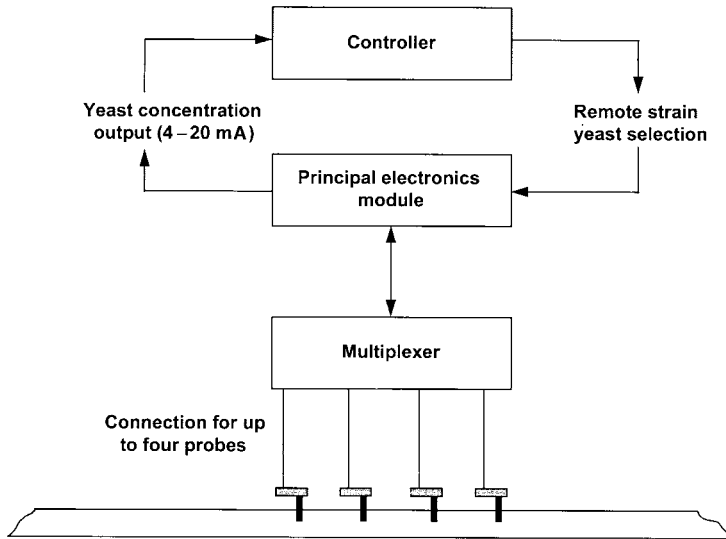 Controller
Yeast concentration
output (4–20 mA)
Remote strain
yeast selection
Principal electronics
module
Multiplexer
Connection for up
to four probes